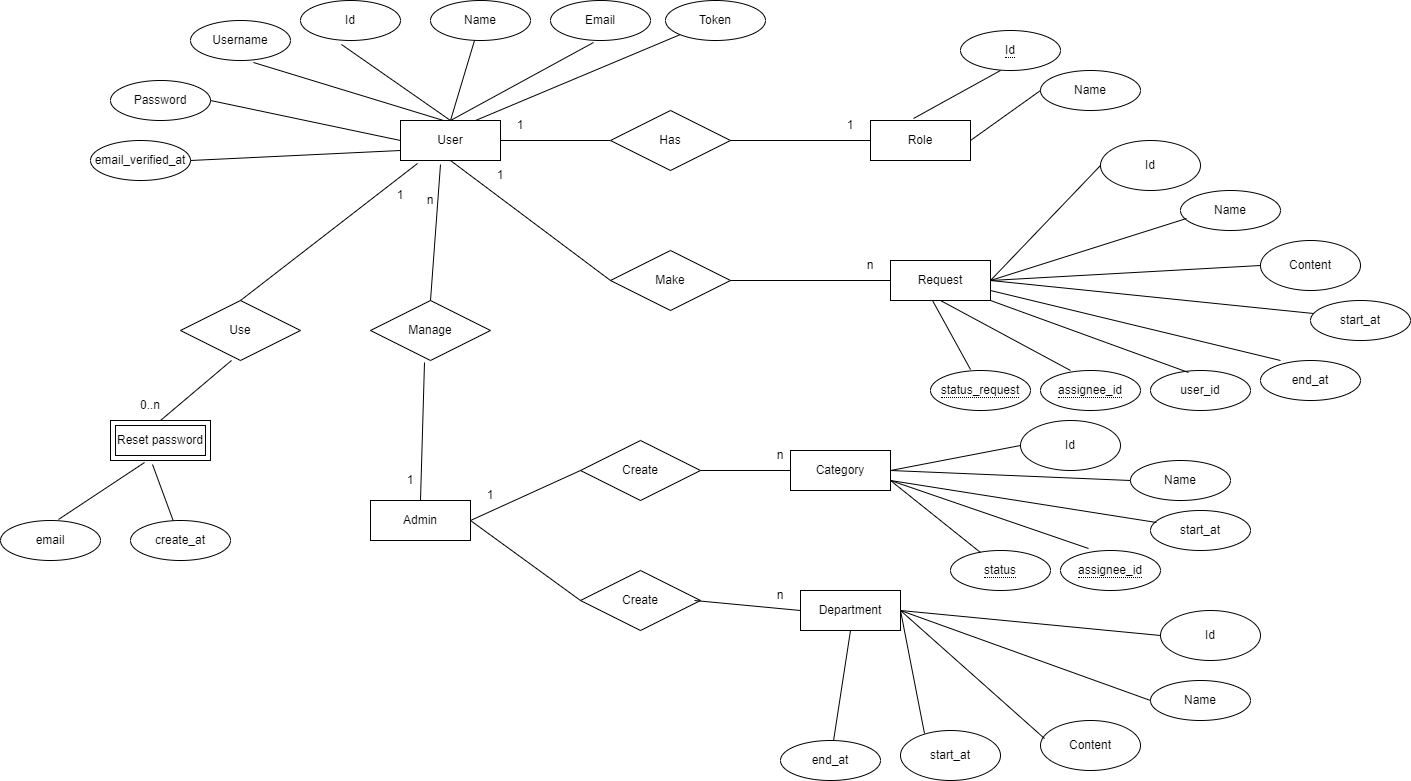 Id
Name
Email
Token
Username
Id
Password
Name
User
1
Has
1
Role
email_verified_at
Id
1
n
1
Name
Content
n
Request
Make
start_at
Use
Manage
end_at
status_request
assignee_id
user_id
0..n
Reset password
Id
n
Create
Category
1
Name
1
Admin
start_at
email
create_at
status
assignee_id
n
Create
Department
Id
Name
Content
end_at
start_at